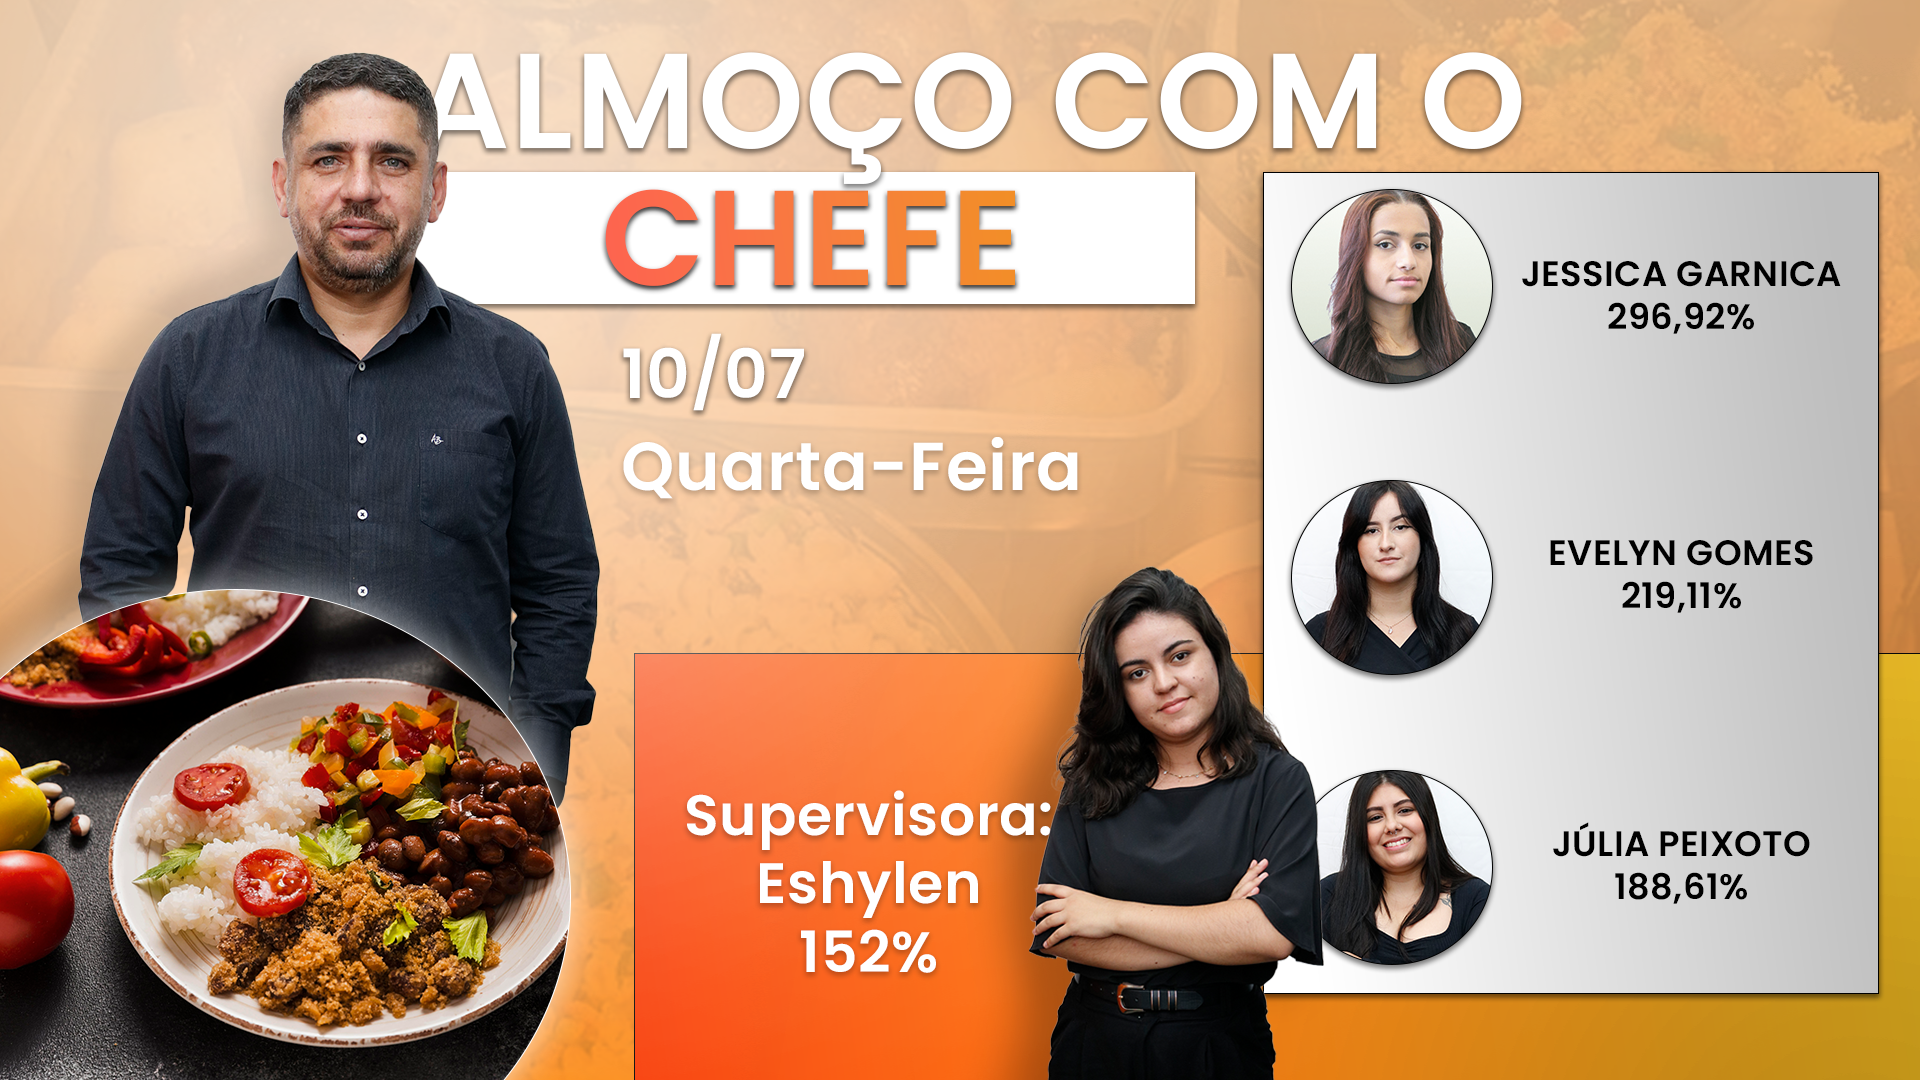 ALMOÇO COM O
CHEFE
10/07
Quarta-Feira
JESSICA GARNICA
296,92%
EVELYN GOMES
219,11%
JÚLIA PEIXOTO
188,61%
Supervisora:
Eshylen
152%